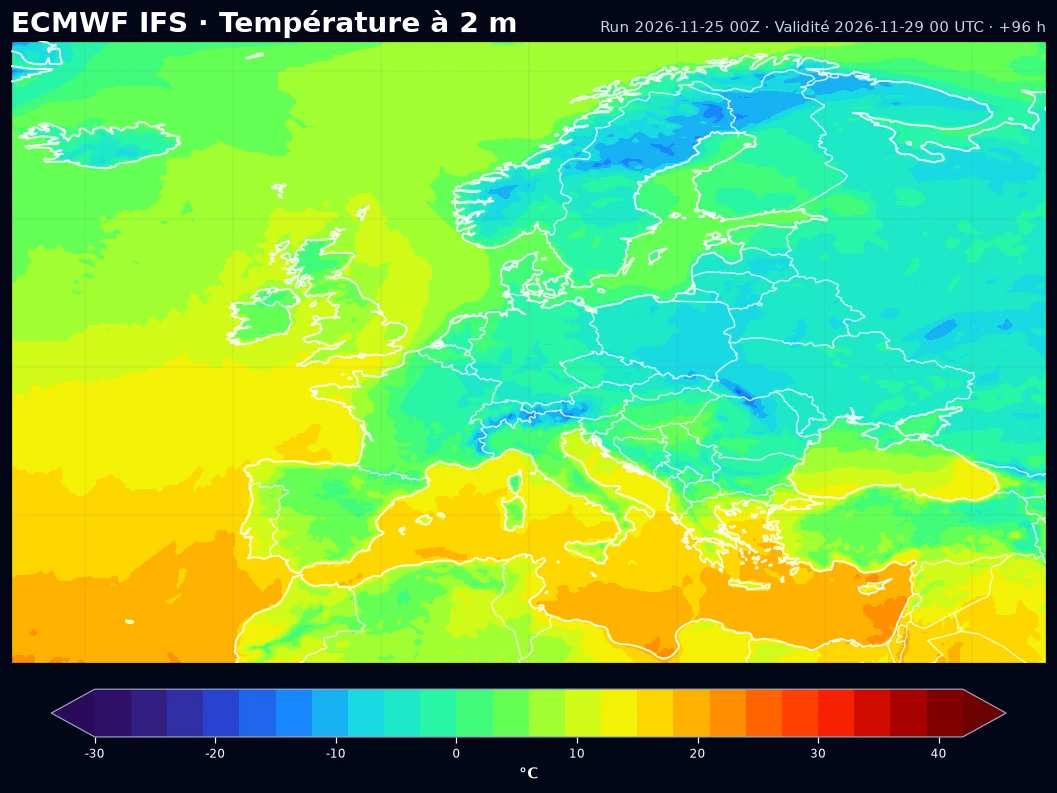 ECMWF IFS · Température à 2 m
Run 2026-11-25 00Z · Validité 2026-11-29 00 UTC · +96 h
-30 -20 -10 0 10 20 30 40
°C